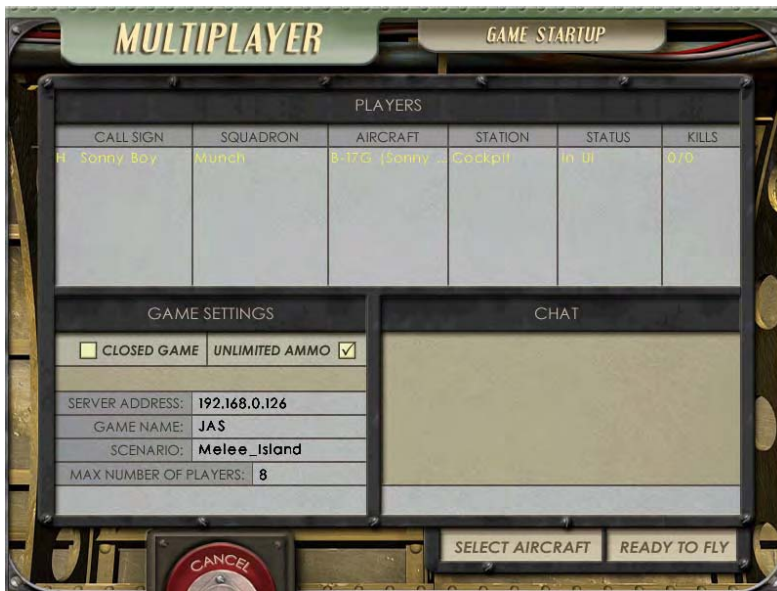 MULTIPLAYER
GAME STARTUP
PLAYERS
CALL SIGN SQUADRON AIRCRAFT STATION STATUS KILLS
H Sonny Boy Munch B-17G (Sonny ... Cockpit In UI 0/0
GAME SETTINGS
CLOSED GAME UNLIMITED AMMO
SERVER ADDRESS: 192.168.0.126
GAME NAME: JAS
SCENARIO: Melee_Island
MAX NUMBER OF PLAYERS: 8
CHAT
CANCEL
SELECT AIRCRAFT READY TO FLY